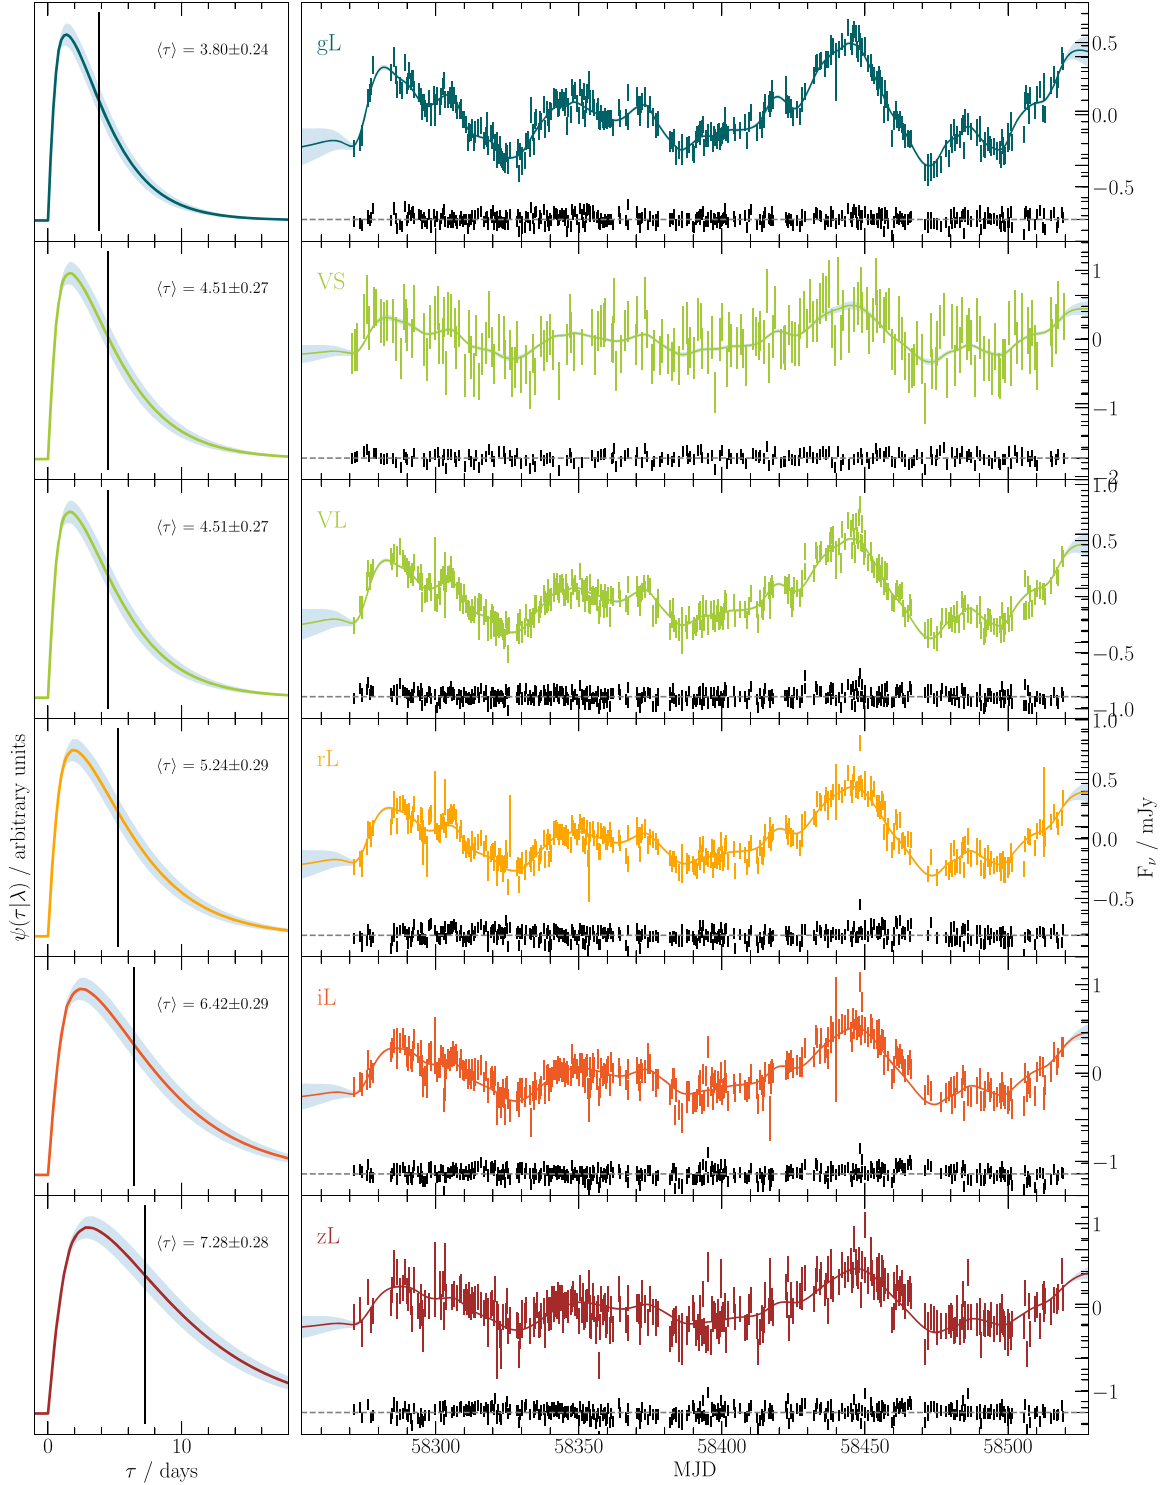 ⟨τ⟩ = 3.80±0.24
gL
0.5
0.0
−0.5
⟨τ⟩ = 4.51±0.27
VS
1
0
−1
−2
⟨τ⟩ = 4.51±0.27
VL
1.0
0.5
0.0
−0.5
−1.0
⟨τ⟩ = 5.24±0.29
rL
1.0
0.5
0.0
−0.5
⟨τ⟩ = 6.42±0.29
iL
1
0
−1
⟨τ⟩ = 7.28±0.28
zL
1
0
−1
ψ(τ|λ) / arbitrary units
F_ν / mJy
0 10
58300 58350 58400 58450 58500
τ / days
MJD